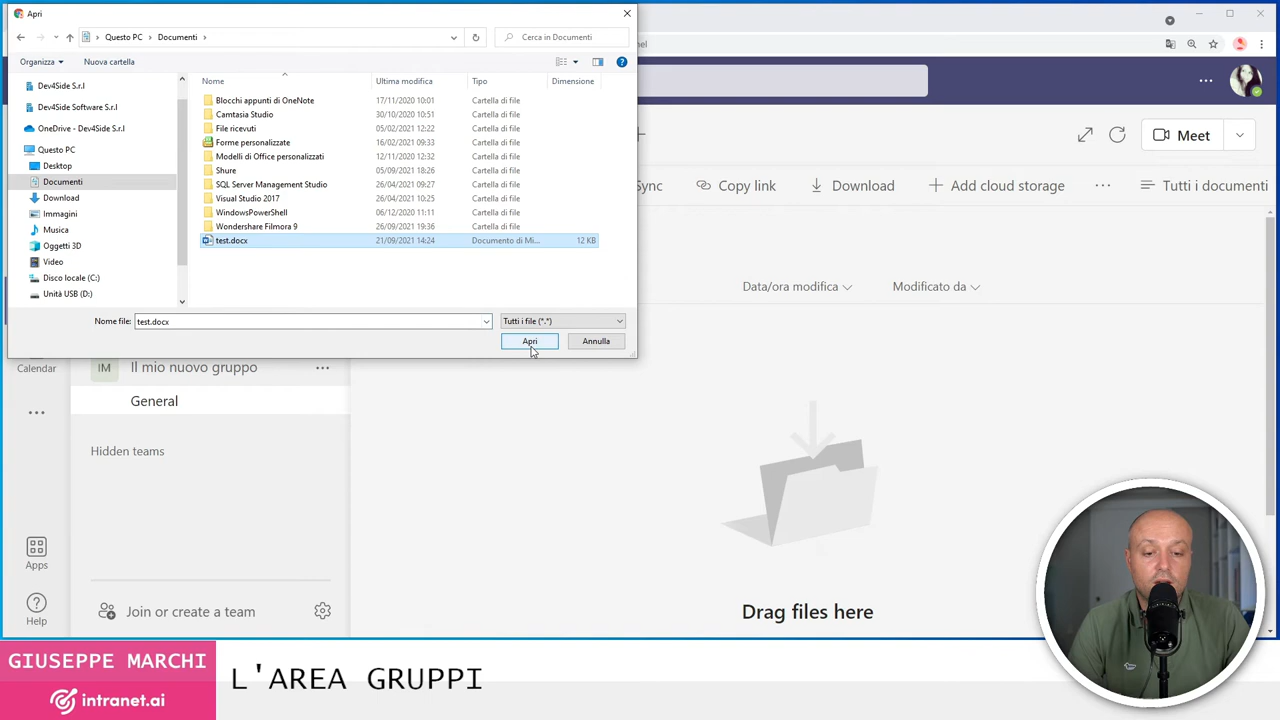 Apri
Questo PC > Documenti >
Cerca in Documenti
Organizza
Nuova cartella
Nome
Ultima modifica
Tipo
Dimensione
Dev4Side S.r.l
Dev4Side Software S.r.l
OneDrive - Dev4Side S.r.l
Questo PC
Desktop
Documenti
Download
Immagini
Musica
Oggetti 3D
Video
Disco locale (C:)
Unità USB (D:)
Blocchi appunti di OneNote 17/11/2020 10:01 Cartella di file
Camtasia Studio 30/10/2020 10:51 Cartella di file
File ricevuti 05/02/2021 12:22 Cartella di file
Forme personalizzate 16/02/2021 09:33 Cartella di file
Modelli di Office personalizzati 12/11/2020 12:32 Cartella di file
Shure 05/09/2021 18:26 Cartella di file
SQL Server Management Studio 26/04/2021 09:27 Cartella di file
Visual Studio 2017 26/04/2021 10:25 Cartella di file
WindowsPowerShell 06/12/2020 11:11 Cartella di file
Wondershare Filmora 9 26/09/2021 19:36 Cartella di file
test.docx 21/09/2021 14:24 Documento di Mi... 12 KB
Nome file: test.docx
Tutti i file (*.*)
Apri
Annulla
Meet
Sync
Copy link
Download
+ Add cloud storage
...
Tutti i documenti
Data/ora modifica
Modificato da
Calendar
IM
Il mio nuovo gruppo
...
General
Hidden teams
Apps
Help
Join or create a team
Drag files here
GIUSEPPE MARCHI
intranet.ai
L'AREA GRUPPI